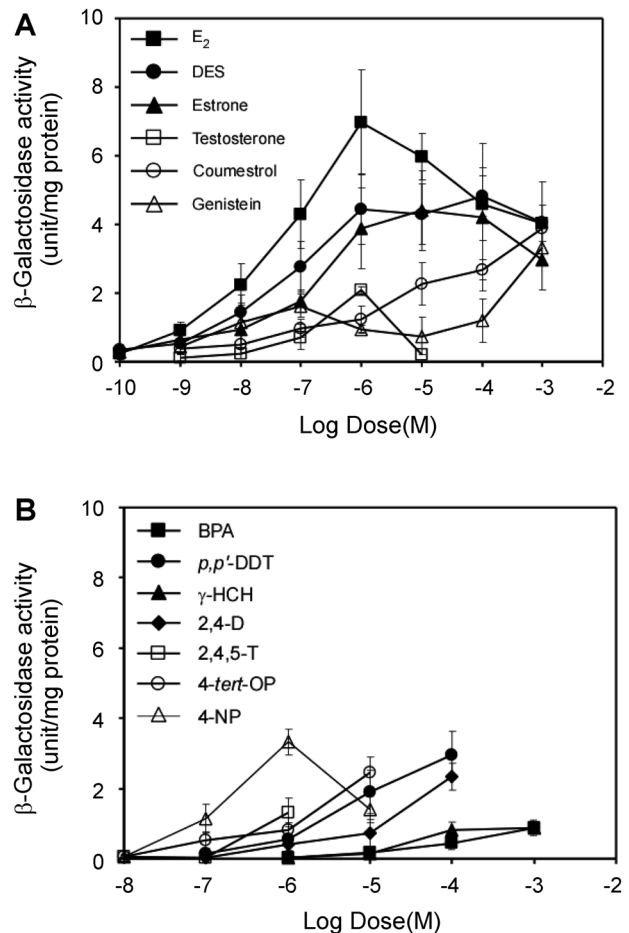 A
10
8
6
4
2
0
β-Galactosidase activity
(unit/mg protein)
E2
DES
Estrone
Testosterone
Coumestrol
Genistein
-10 -9 -8 -7 -6 -5 -4 -3 -2
Log Dose(M)
B
10
8
6
4
2
0
β-Galactosidase activity
(unit/mg protein)
BPA
p,p'-DDT
γ-HCH
2,4-D
2,4,5-T
4-tert-OP
4-NP
-8 -7 -6 -5 -4 -3 -2
Log Dose(M)